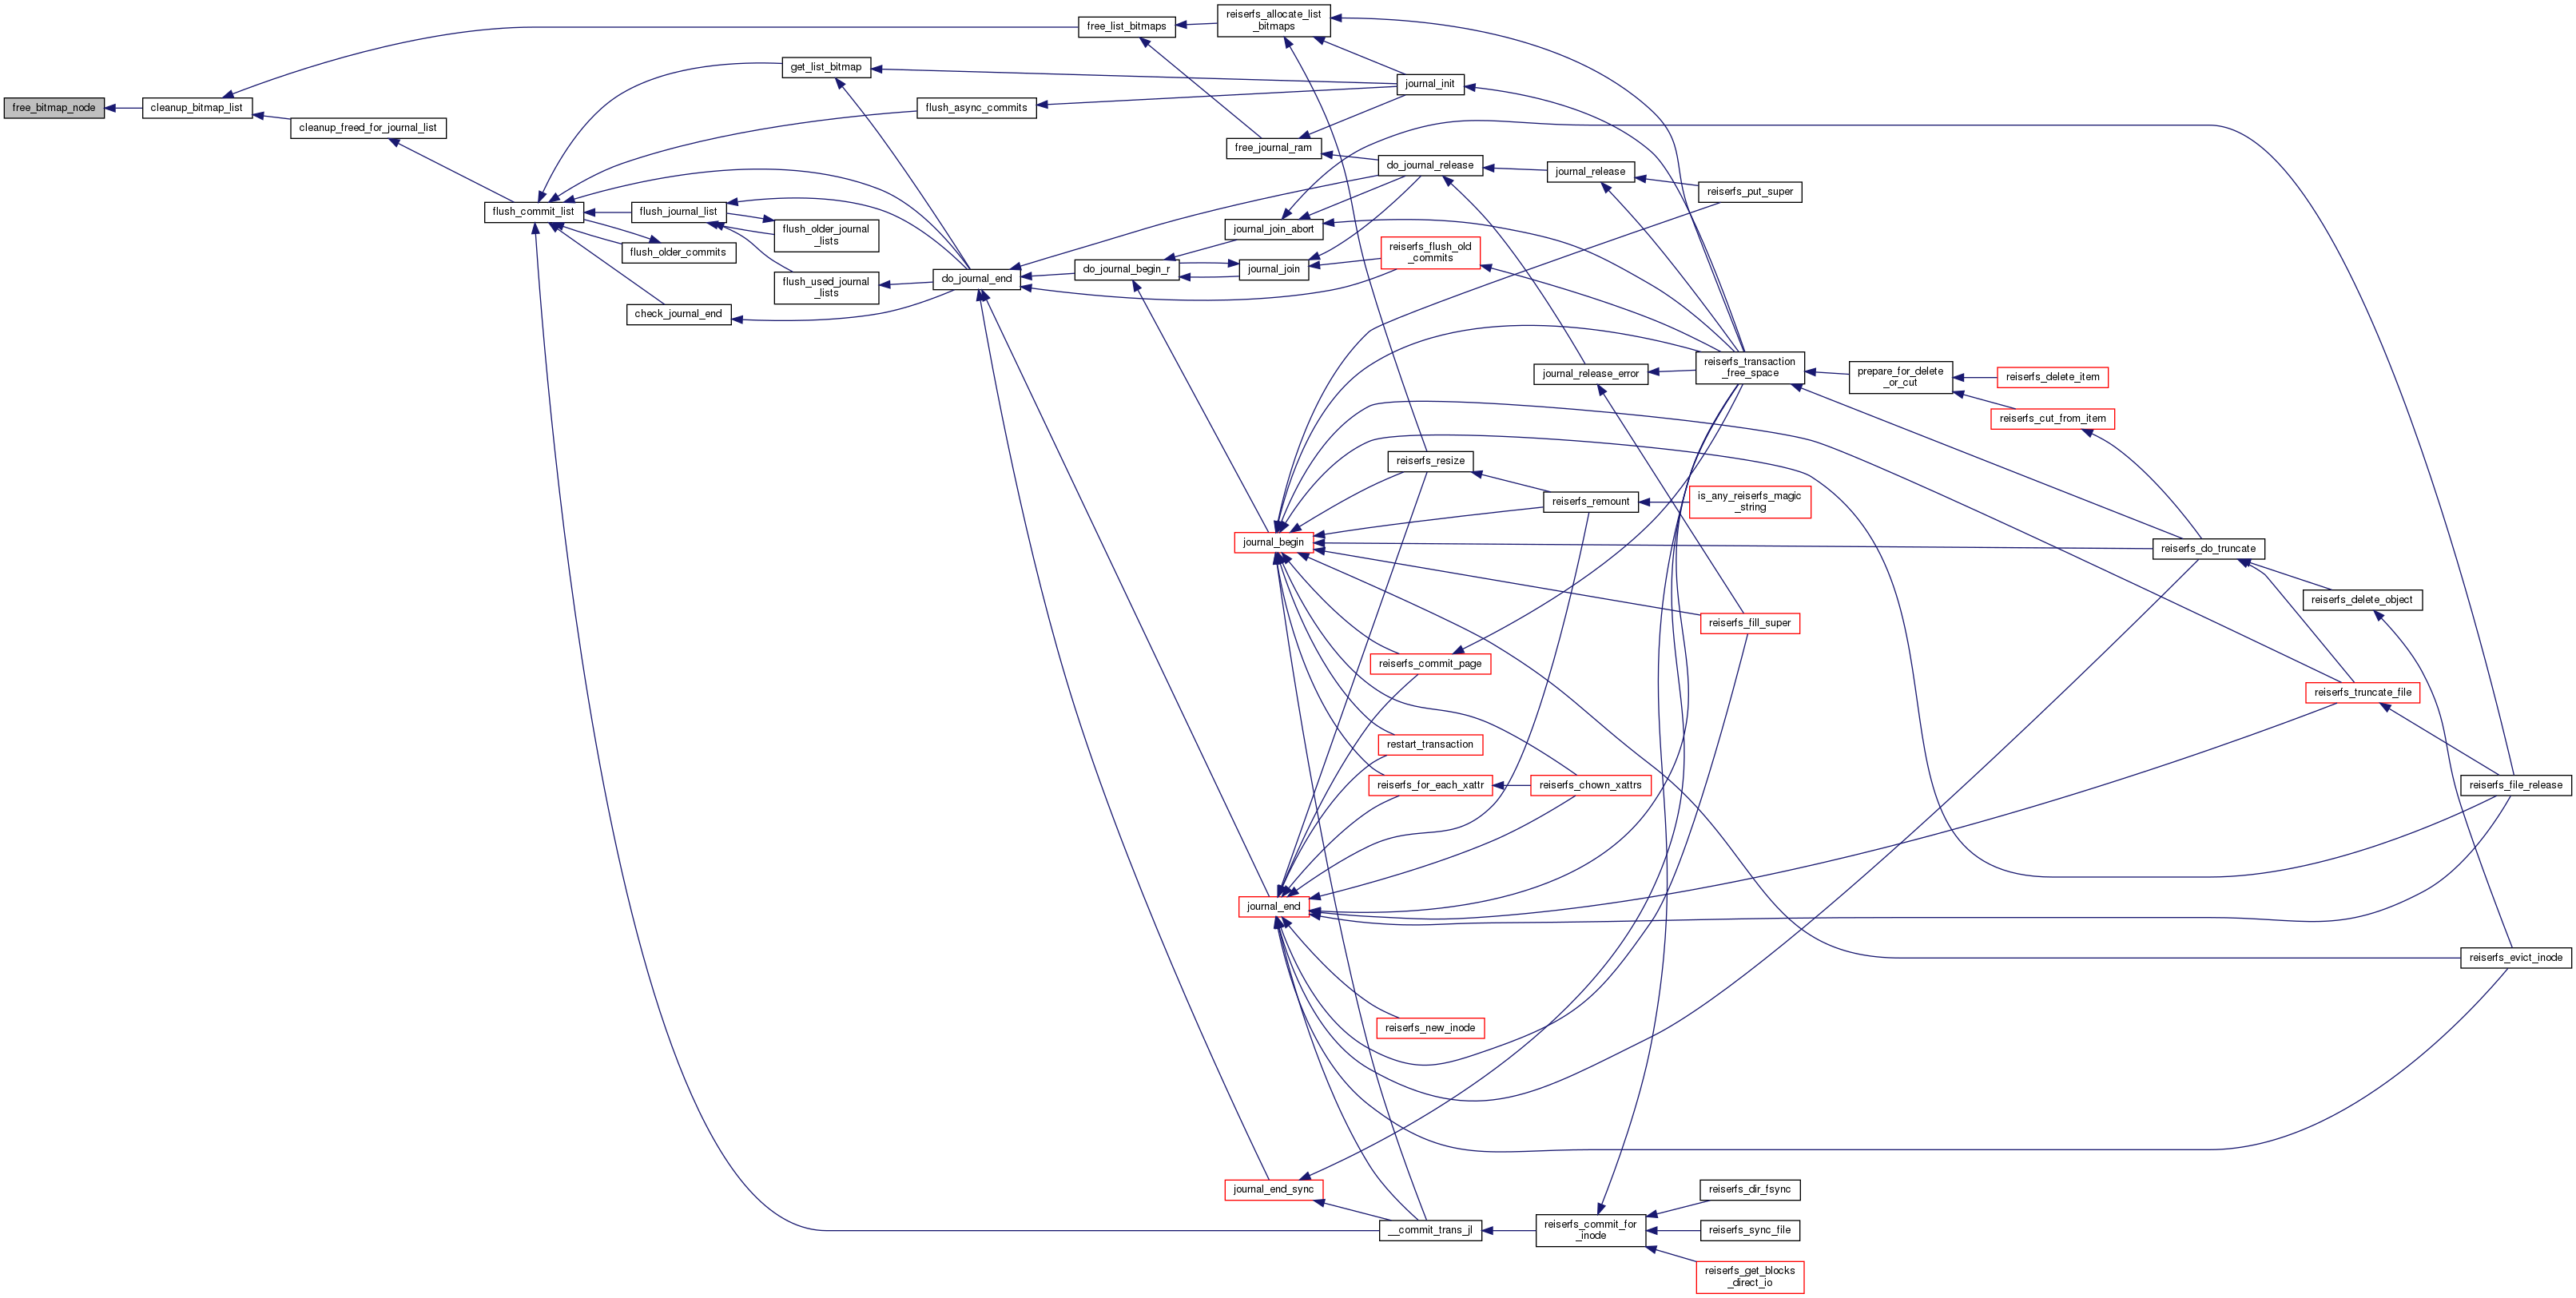 free_bitmap_node
cleanup_bitmap_list
cleanup_freed_for_journal_list
flush_commit_list
get_list_bitmap
flush_async_commits
flush_journal_list
flush_older_journal
_lists
flush_older_commits
flush_used_journal
_lists
check_journal_end
do_journal_end
free_list_bitmaps
reiserfs_allocate_list
_bitmaps
journal_init
free_journal_ram
do_journal_release
journal_release
reiserfs_put_super
journal_join_abort
do_journal_begin_r
journal_join
reiserfs_flush_old
_commits
journal_release_error
reiserfs_transaction
_free_space
prepare_for_delete
_or_cut
reiserfs_delete_item
reiserfs_cut_from_item
reiserfs_resize
reiserfs_remount
is_any_reiserfs_magic
_string
journal_begin
reiserfs_do_truncate
reiserfs_delete_object
reiserfs_fill_super
reiserfs_commit_page
reiserfs_truncate_file
restart_transaction
reiserfs_for_each_xattr
reiserfs_chown_xattrs
reiserfs_file_release
journal_end
reiserfs_evict_inode
reiserfs_new_inode
journal_end_sync
__commit_trans_jl
reiserfs_commit_for
_inode
reiserfs_dir_fsync
reiserfs_sync_file
reiserfs_get_blocks
_direct_io